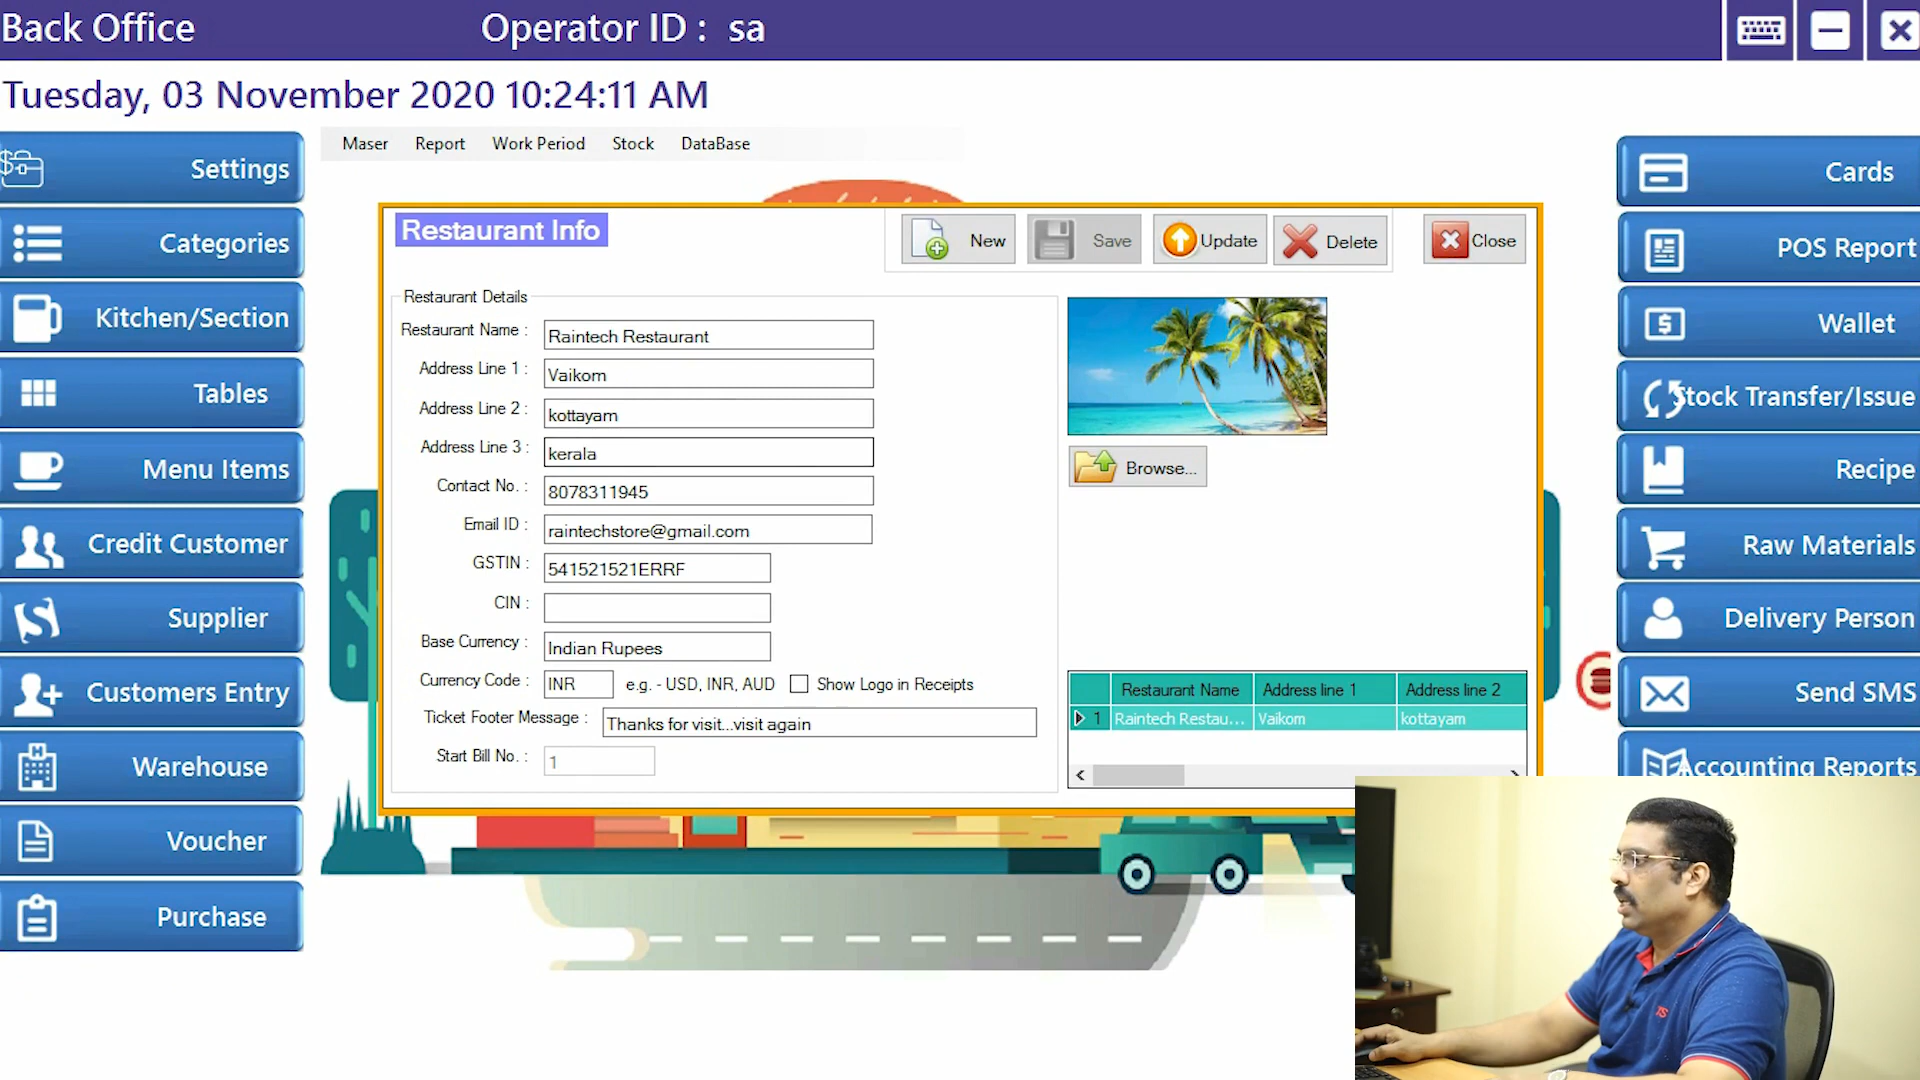 Back Office
Operator ID : sa
Tuesday, 03 November 2020 10:24:11 AM
Maser Report Work Period Stock DataBase
Settings
Categories
Kitchen/Section
Tables
Menu Items
Credit Customer
Supplier
Customers Entry
Warehouse
Voucher
Purchase
Restaurant Info
New
Save
Update
Delete
Close
Restaurant Details
Restaurant Name : Raintech Restaurant
Address Line 1 : Vaikom
Address Line 2 : kottayam
Address Line 3 : kerala
Contact No. : 8078311945
Email ID : raintechstore@gmail.com
GSTIN : 541521521ERRF
CIN :
Base Currency : Indian Rupees
Currency Code : INR e.g. - USD, INR, AUD Show Logo in Receipts
Ticket Footer Message : Thanks for visit...visit again
Start Bill No. : 1
Browse...
Restaurant Name Address line 1 Address line 2
1 Raintech Restau... Vaikom kottayam
Cards
POS Report
Wallet
Stock Transfer/Issue
Recipe
Raw Materials
Delivery Person
Send SMS
Accounting Reports